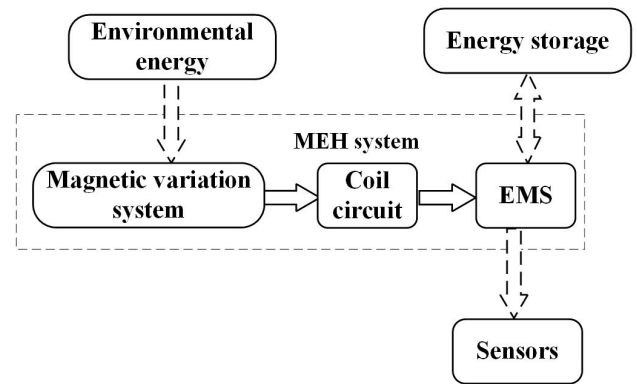 Environmental
energy
Energy storage
MEH system
Magnetic variation
system
Coil
circuit
EMS
Sensors